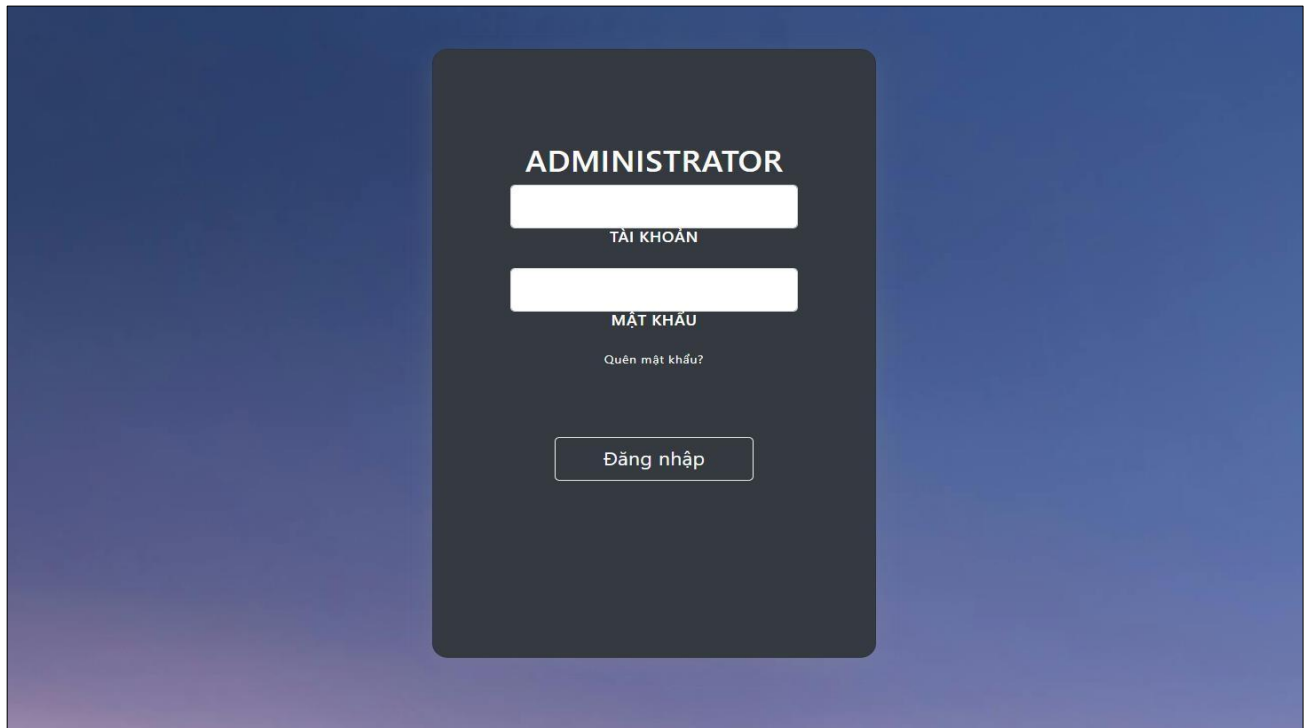 ADMINISTRATOR
TÀI KHOẢN
MẬT KHẨU
Quên mật khẩu?
Đăng nhập